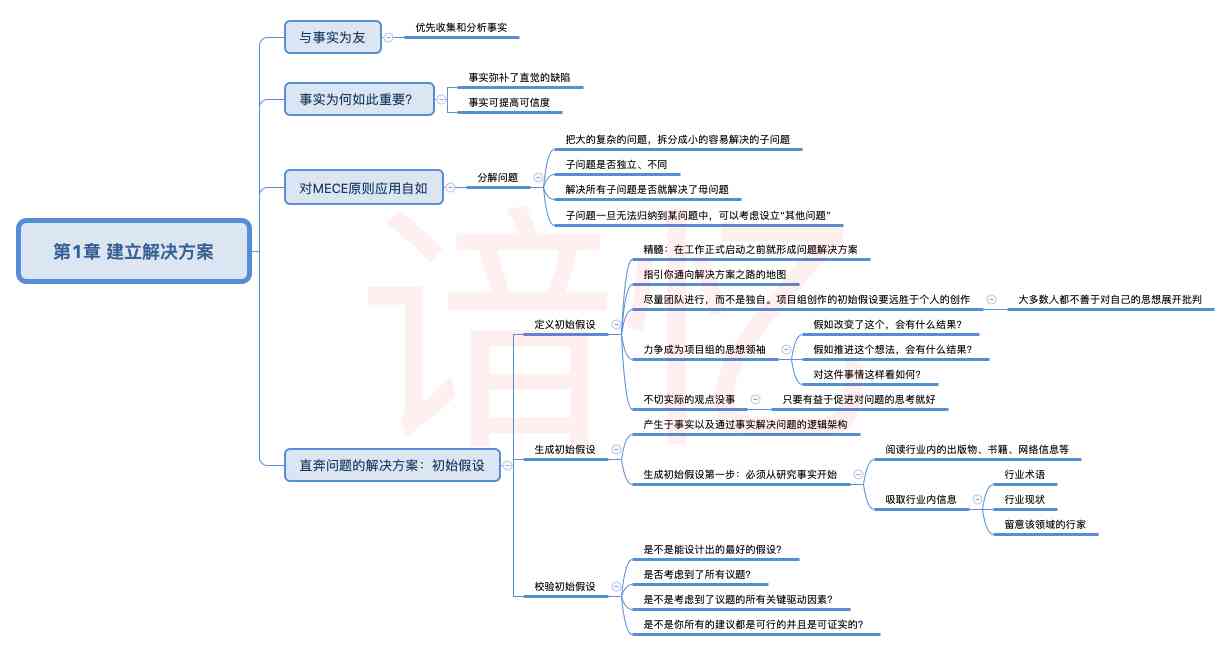 第1章 建立解决方案
与事实为友
优先收集和分析事实
事实为何如此重要？
事实弥补了直觉的缺陷
事实可提高可信度
对MECE原则应用自如
分解问题
把大的复杂的问题，拆分成小的容易解决的子问题
子问题是否独立、不同
解决所有子问题是否就解决了母问题
子问题一旦无法归纳到某问题中，可以考虑设立“其他问题”
直奔问题的解决方案：初始假设
定义初始假设
精髓：在工作正式启动之前就形成问题解决方案
指引你通向解决方案之路的地图
尽量团队进行，而不是独自。项目组创作的初始假设要远胜于个人的创作
大多数人都不善于对自己的思想展开批判
力争成为项目组的思想领袖
假如改变了这个，会有什么结果？
假如推进这个想法，会有什么结果？
对这件事情这样看如何？
不切实际的观点没事
只要有益于促进对问题的思考就好
生成初始假设
产生于事实以及通过事实解决问题的逻辑架构
生成初始假设第一步：必须从研究事实开始
阅读行业内的出版物、书籍、网络信息等
吸取行业内信息
行业术语
行业现状
留意该领域的行家
校验初始假设
是不是能设计出的最好的假设？
是否考虑到了所有议题？
是不是考虑到了议题的所有关键驱动因素？
是不是你所有的建议都是可行的并且是可证实的？
谙忆